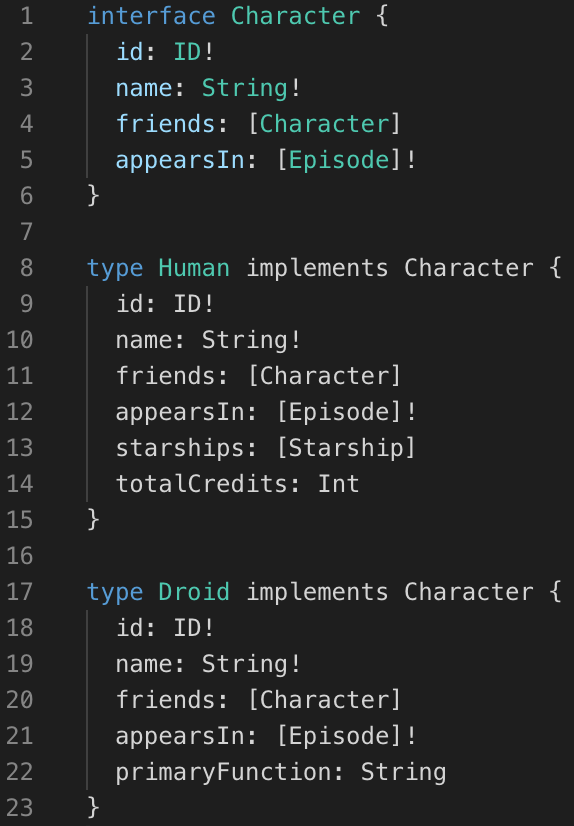 1 interface Character {
2 id: ID!
3 name: String!
4 friends: [Character]
5 appearsIn: [Episode]!
6 }
7
8 type Human implements Character {
9 id: ID!
10 name: String!
11 friends: [Character]
12 appearsIn: [Episode]!
13 starships: [Starship]
14 totalCredits: Int
15 }
16
17 type Droid implements Character {
18 id: ID!
19 name: String!
20 friends: [Character]
21 appearsIn: [Episode]!
22 primaryFunction: String
23 }